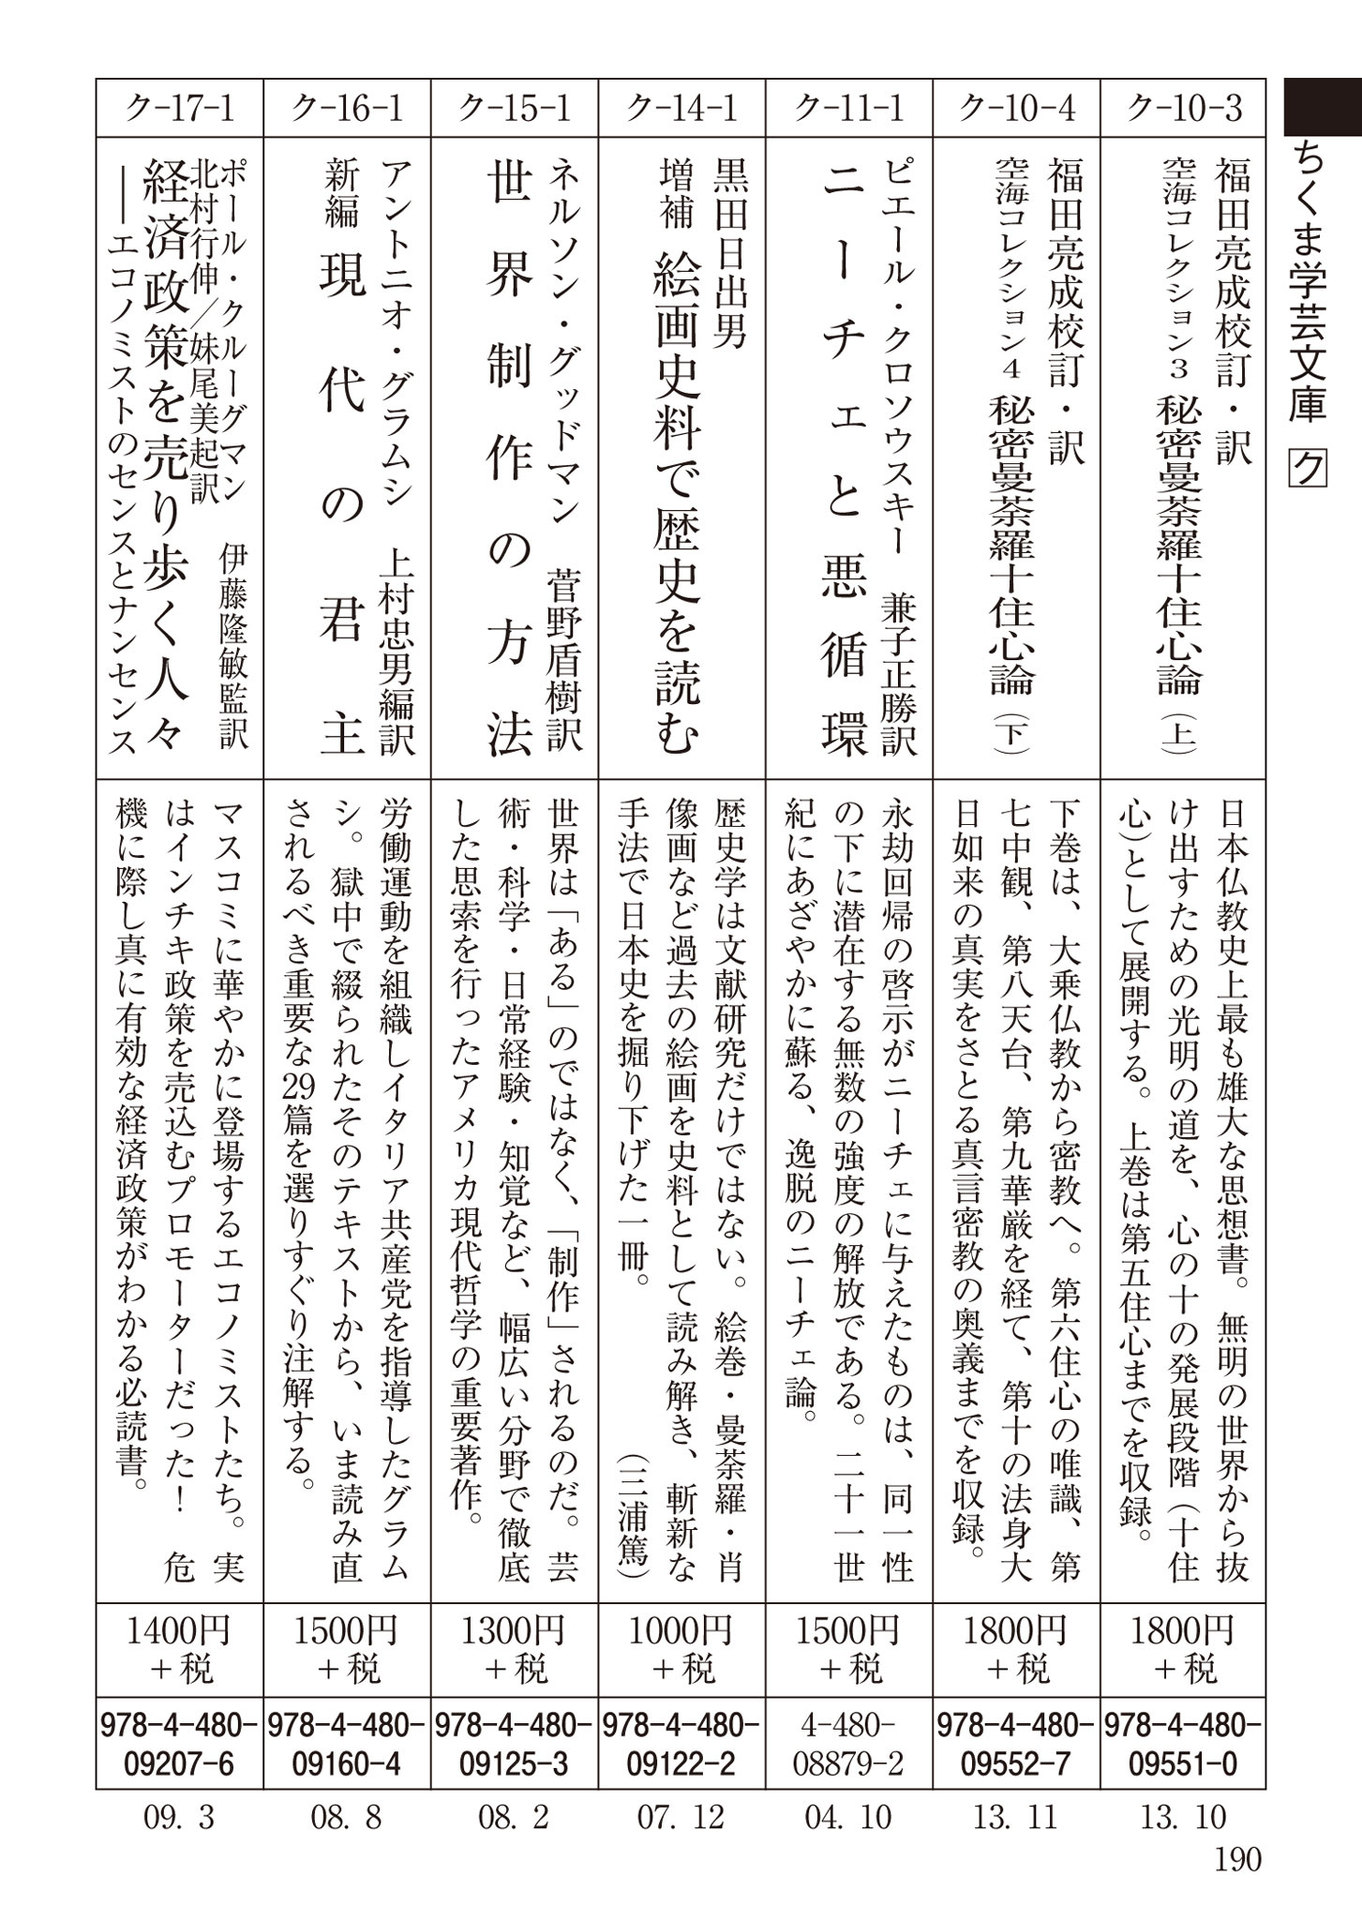 ちくま学芸文庫 ク
ク-10-3
福田亮成校訂・訳
空海コレクション3 秘密曼荼羅十住心論（上）
日本仏教史上最も雄大な思想書。無明の世界から抜
け出すための光明の道を、心の十の発展段階（十住
心）として展開する。上巻は第五住心までを収録。
1800円
＋税
978-4-480-
09551-0
13. 10
ク-10-4
福田亮成校訂・訳
空海コレクション4 秘密曼荼羅十住心論（下）
下巻は、大乗仏教から密教へ。第六住心の唯識、第
七中観、第八天台、第九華厳を経て、第十の法身大
日如来の真実をさとる真言密教の奥義までを収録。
1800円
＋税
978-4-480-
09552-7
13. 11
ク-11-1
ピエール・クロソウスキー 兼子正勝訳
ニーチェと悪循環
永劫回帰の啓示がニーチェに与えたものは、同一性
の下に潜在する無数の強度の解放である。二十一世
紀にあざやかに蘇る、逸脱のニーチェ論。
1500円
＋税
4-480-
08879-2
04. 10
ク-14-1
黒田日出男
増補 絵画史料で歴史を読む
歴史学は文献研究だけではない。絵巻・曼荼羅・肖
像画など過去の絵画を史料として読み解き、斬新な
手法で日本史を掘り下げた一冊。（三浦篤）
1000円
＋税
978-4-480-
09122-2
07. 12
ク-15-1
ネルソン・グッドマン 菅野盾樹訳
世界制作の方法
世界は「ある」のではなく、「制作」されるのだ。芸
術・科学・日常経験・知覚など、幅広い分野で徹底
した思索を行ったアメリカ現代哲学の重要著作。
1300円
＋税
978-4-480-
09125-3
08. 2
ク-16-1
アントニオ・グラムシ 上村忠男編訳
新編 現代の君主
労働運動を組織しイタリア共産党を指導したグラム
シ。獄中で綴られたそのテキストから、いま読み直
されるべき重要な29篇を選りすぐり注解する。
1500円
＋税
978-4-480-
09160-4
08. 8
ク-17-1
ポール・クルーグマン 伊藤隆敏監訳
北村行伸／妹尾美起訳
経済政策を売り歩く人々
――エコノミストのセンスとナンセンス
マスコミに華やかに登場するエコノミストたち。実
はインチキ政策を売込むプロモーターだった！ 危
機に際し真に有効な経済政策がわかる必読書。
1400円
＋税
978-4-480-
09207-6
09. 3
190